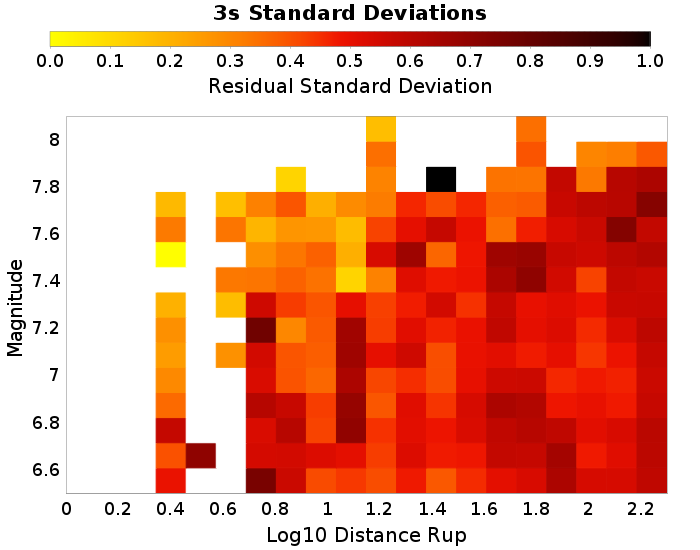 3s Standard Deviations
0.0 0.1 0.2 0.3 0.4 0.5 0.6 0.7 0.8 0.9 1.0
Residual Standard Deviation
8
7.8
7.6
7.4
7.2
7
6.8
6.6
Magnitude
0 0.2 0.4 0.6 0.8 1 1.2 1.4 1.6 1.8 2 2.2
Log10 Distance Rup